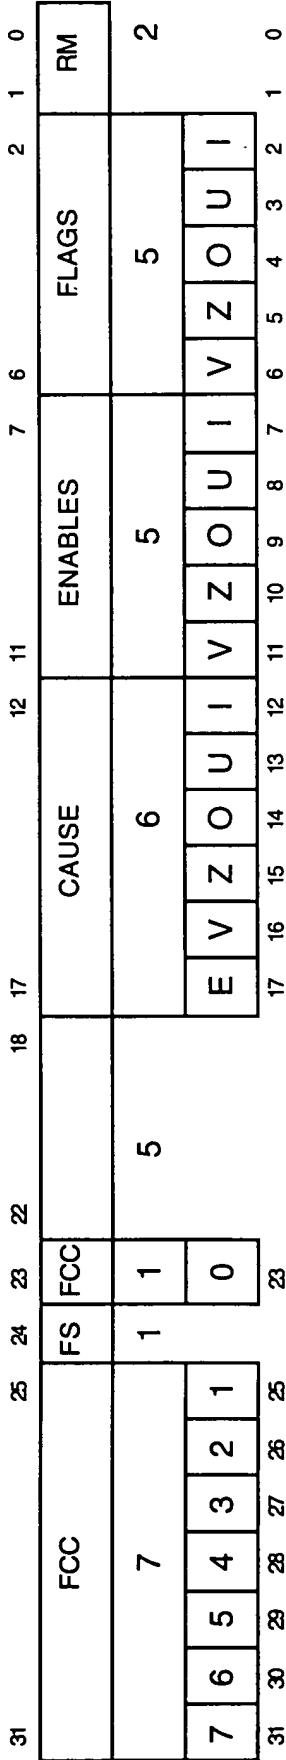 31 25 24 23 22 18 17 12 11 7 6 2 1 0
FCC FS FCC CAUSE ENABLES FLAGS RM
7 1 1 5 6 5 5 2
7 6 5 4 3 2 1 0 E V Z O U I V Z O U I V Z O U I
31 30 29 28 27 26 25 23 17 16 15 14 13 12 11 10 9 8 7 6 5 4 3 2 1 0